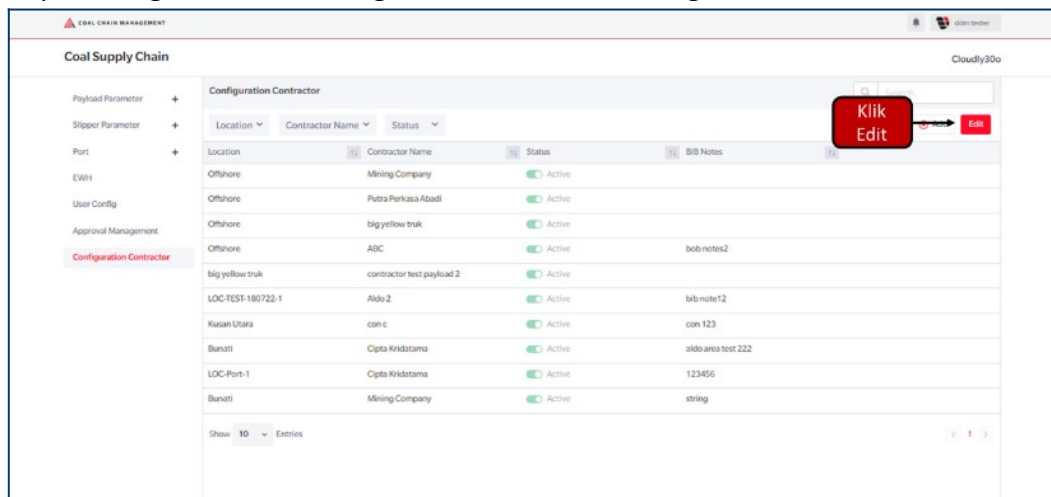 COAL CHAIN MANAGEMENT
ddm tester
Coal Supply Chain
Cloudly30o
Payload Parameter +
Slipper Parameter +
Port +
EWH
User Config
Approval Management
Configuration Contractor
Configuration Contractor
Search
Location Contractor Name Status
Klik Edit
Edit
Location Contractor Name Status BIB Notes
Offshore Mining Company Active
Offshore Putra Perkasa Abadi Active
Offshore big yellow truk Active
Offshore ABC Active bob notes2
big yellow truk contractor test payload 2 Active
LOC-TEST-180722-1 Aldo 2 Active bib note12
Kusan Utara con c Active con 123
Bunati Cipta Kridatama Active aldo area test 222
LOC-Port-1 Cipta Kridatama Active 123456
Bunati Mining Company Active string
Show 10 Entries
< 1 >